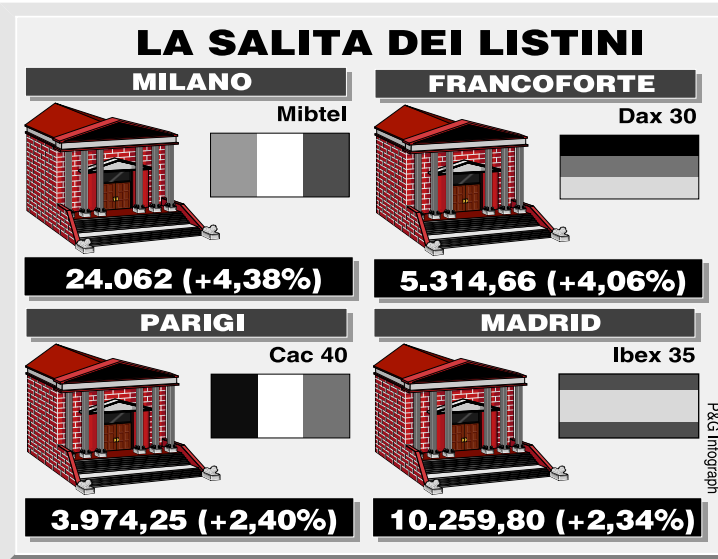 LA SALITA DEI LISTINI
MILANO
Mibtel
24.062 (+4,38%)
FRANCOFORTE
Dax 30
5.314,66 (+4,06%)
PARIGI
Cac 40
3.974,25 (+2,40%)
MADRID
Ibex 35
10.259,80 (+2,34%)
P&G Infograph